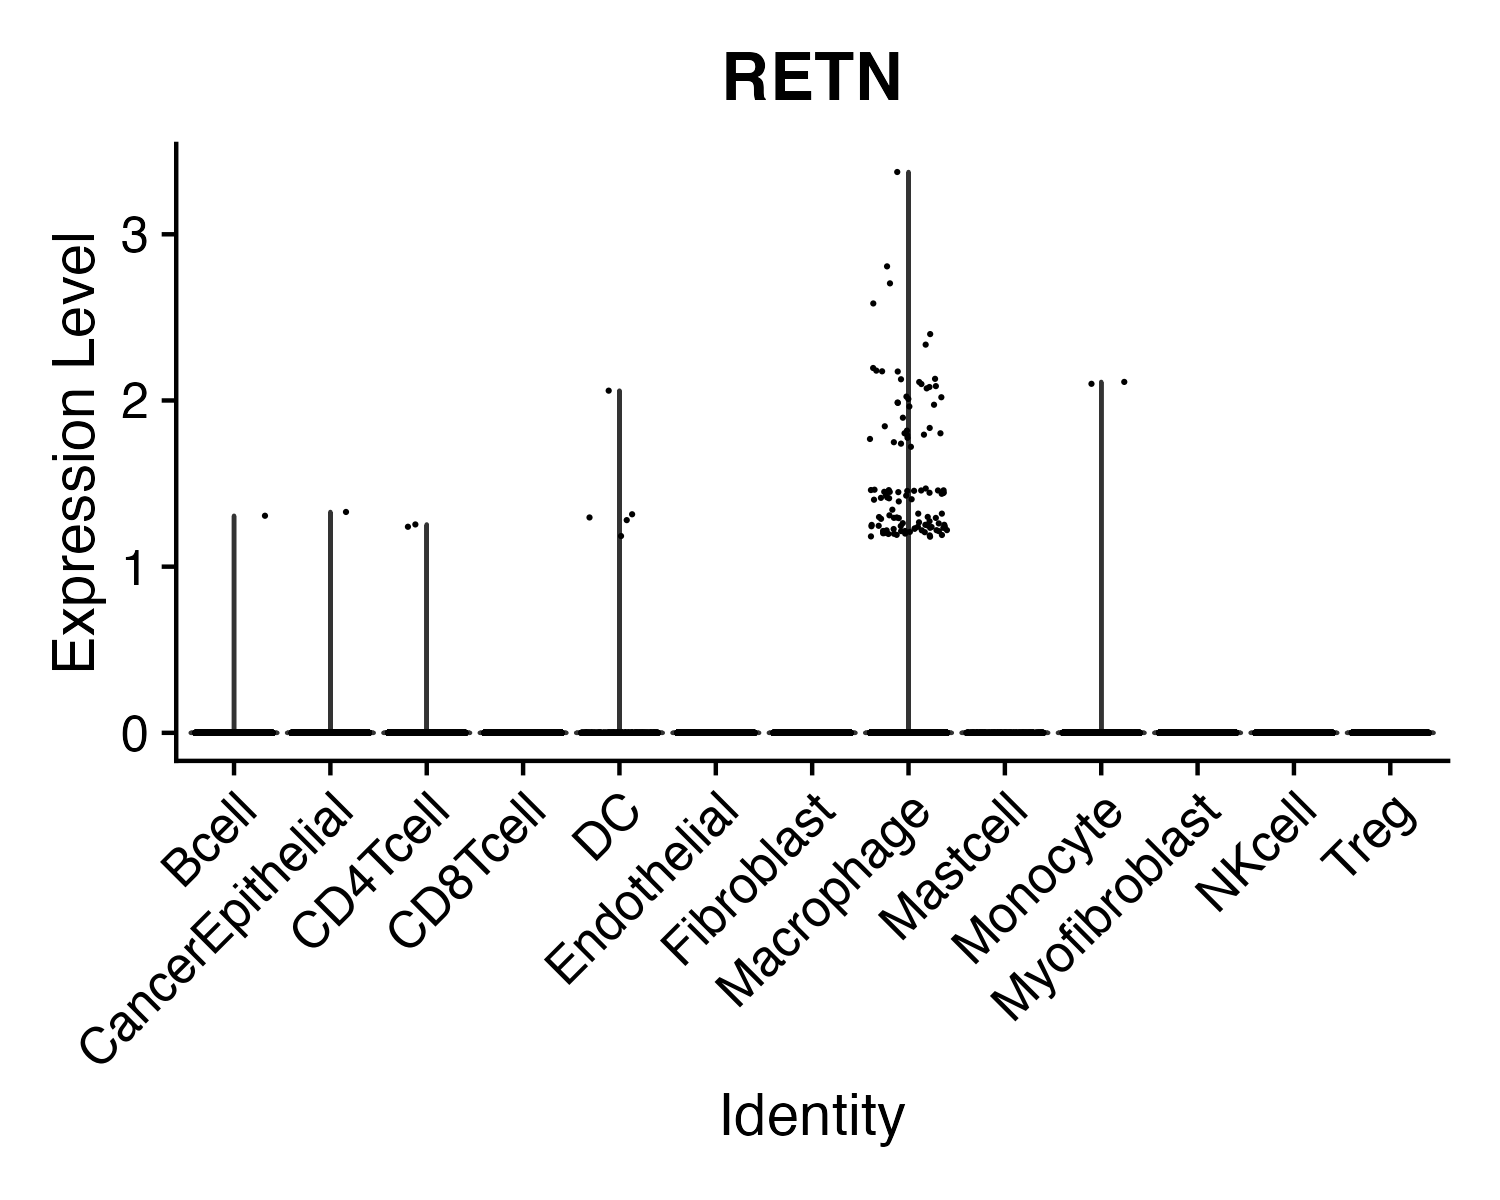 RETN
Expression Level
3
2
1
0
Bcell
CancerEpithelial
CD4Tcell
CD8Tcell
DC
Endothelial
Fibroblast
Macrophage
Mastcell
Monocyte
Myofibroblast
NKcell
Treg
Identity